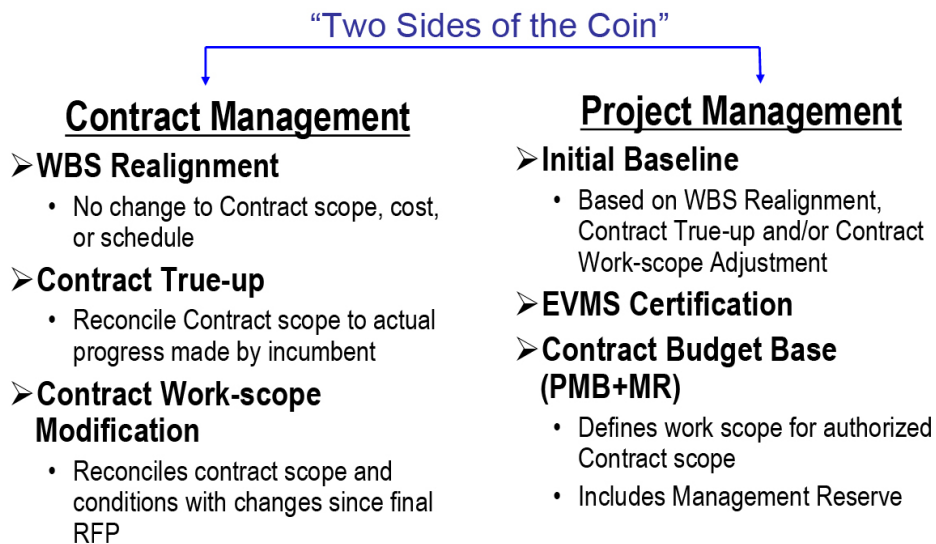 “Two Sides of the Coin”
Contract Management
➢WBS Realignment
• No change to Contract scope, cost,
or schedule
➢Contract True-up
• Reconcile Contract scope to actual
progress made by incumbent
➢Contract Work-scope
Modification
• Reconciles contract scope and
conditions with changes since final
RFP
Project Management
➢Initial Baseline
• Based on WBS Realignment,
Contract True-up and/or Contract
Work-scope Adjustment
➢EVMS Certification
➢Contract Budget Base
(PMB+MR)
• Defines work scope for authorized
Contract scope
• Includes Management Reserve